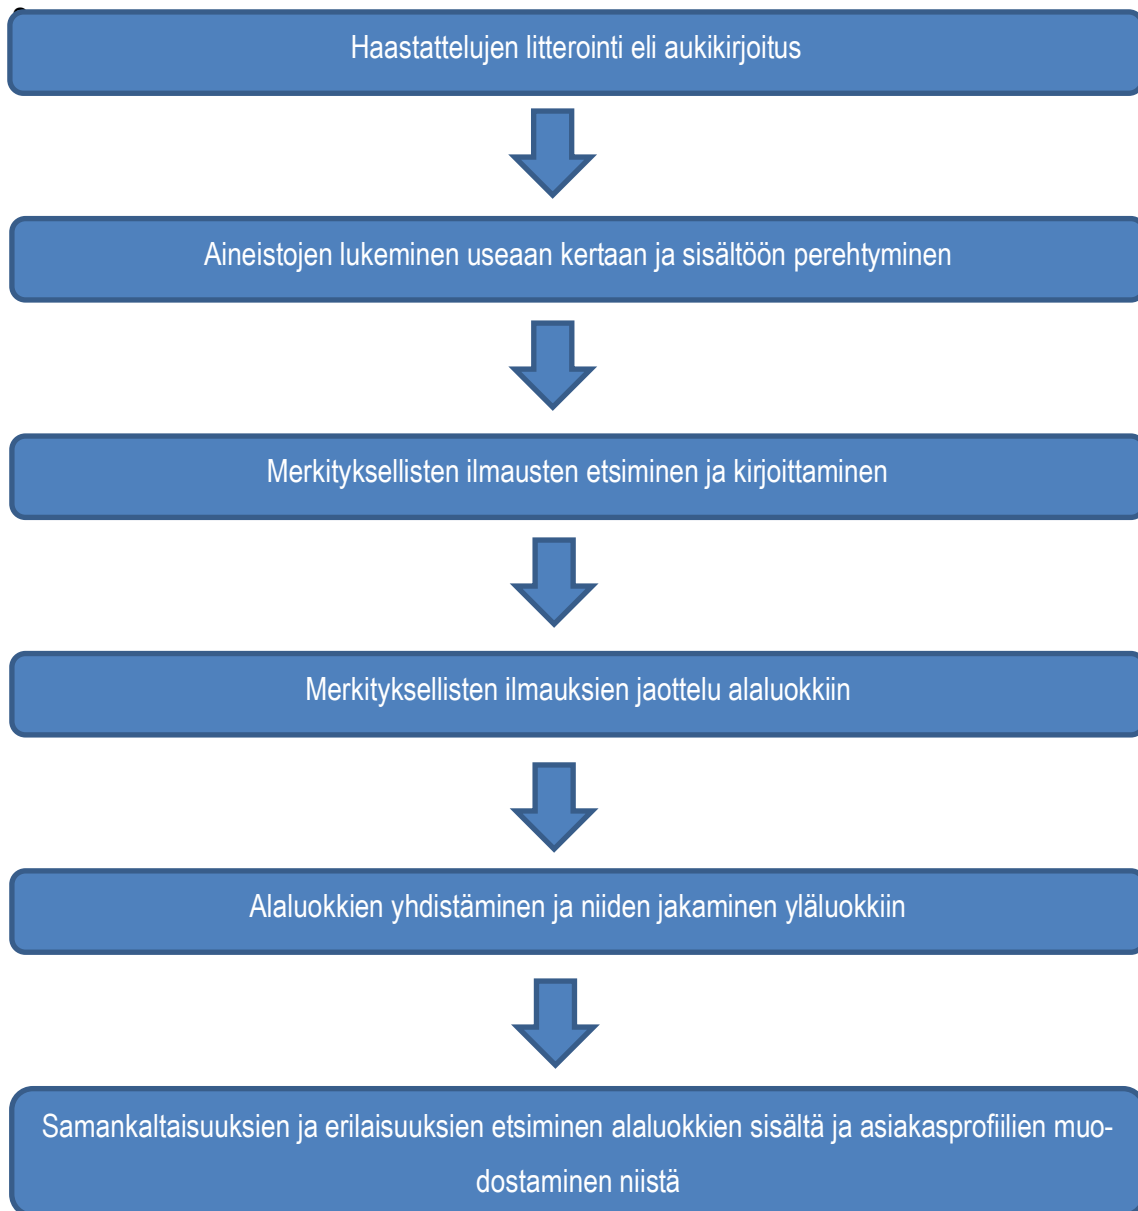 Haastattelujen litterointi eli aukikirjoitus
Aineistojen lukeminen useaan kertaan ja sisältöön perehtyminen
Merkityksellisten ilmausten etsiminen ja kirjoittaminen
Merkityksellisten ilmauksien jaottelu alaluokkiin
Alaluokkien yhdistäminen ja niiden jakaminen yläluokkiin
Samankaltaisuuksien ja erilaisuuksien etsiminen alaluokkien sisältä ja asiakasprofiilien muo-
dostaminen niistä